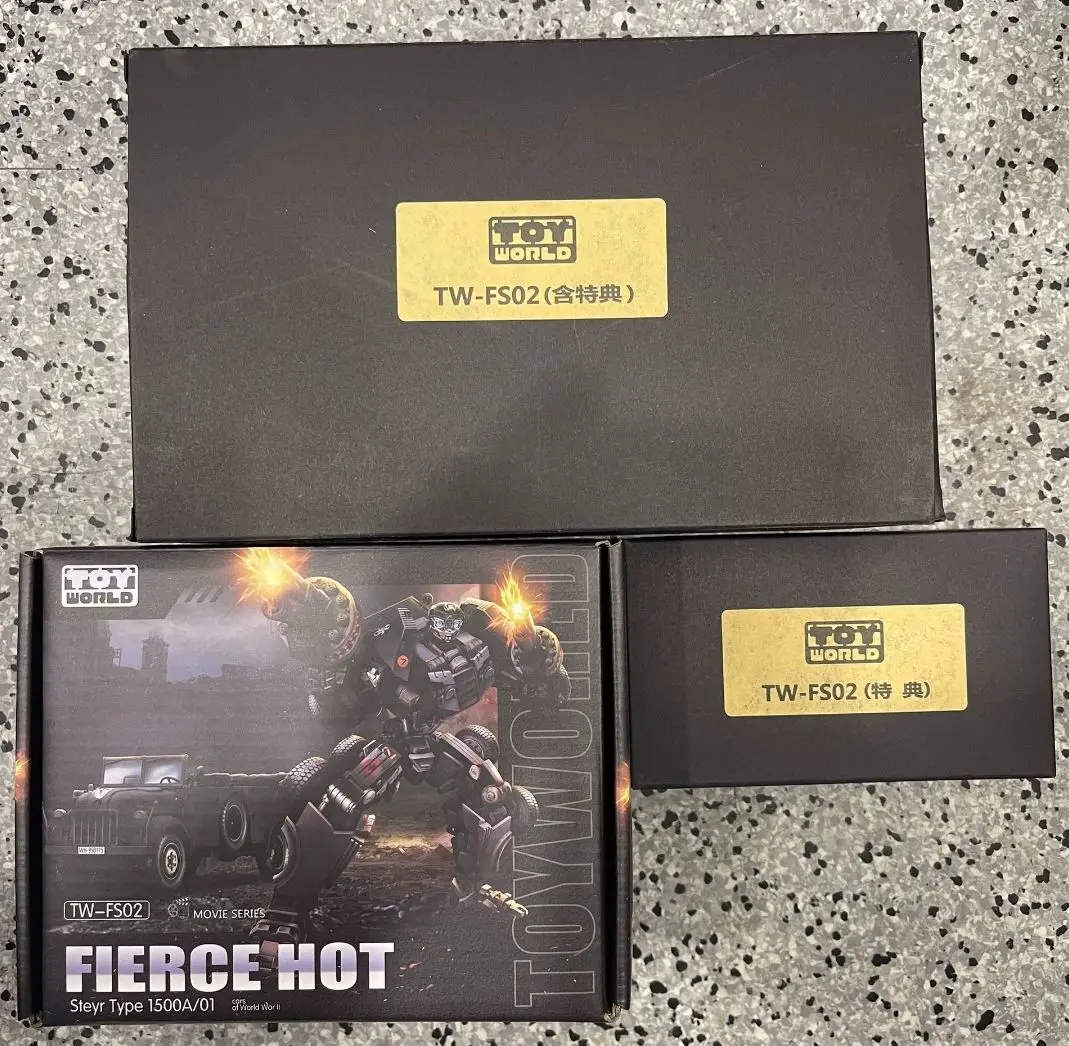 TOY
WORLD
TW-FS02(含特典)
TOY
WORLD
TW-FS02(特 典)
TOY
WORLD
TOYWORLD
7
TW-FS02
MOVIE SERIES
FIERCE HOT
Steyr Type 1500A/01
cars
of World War II